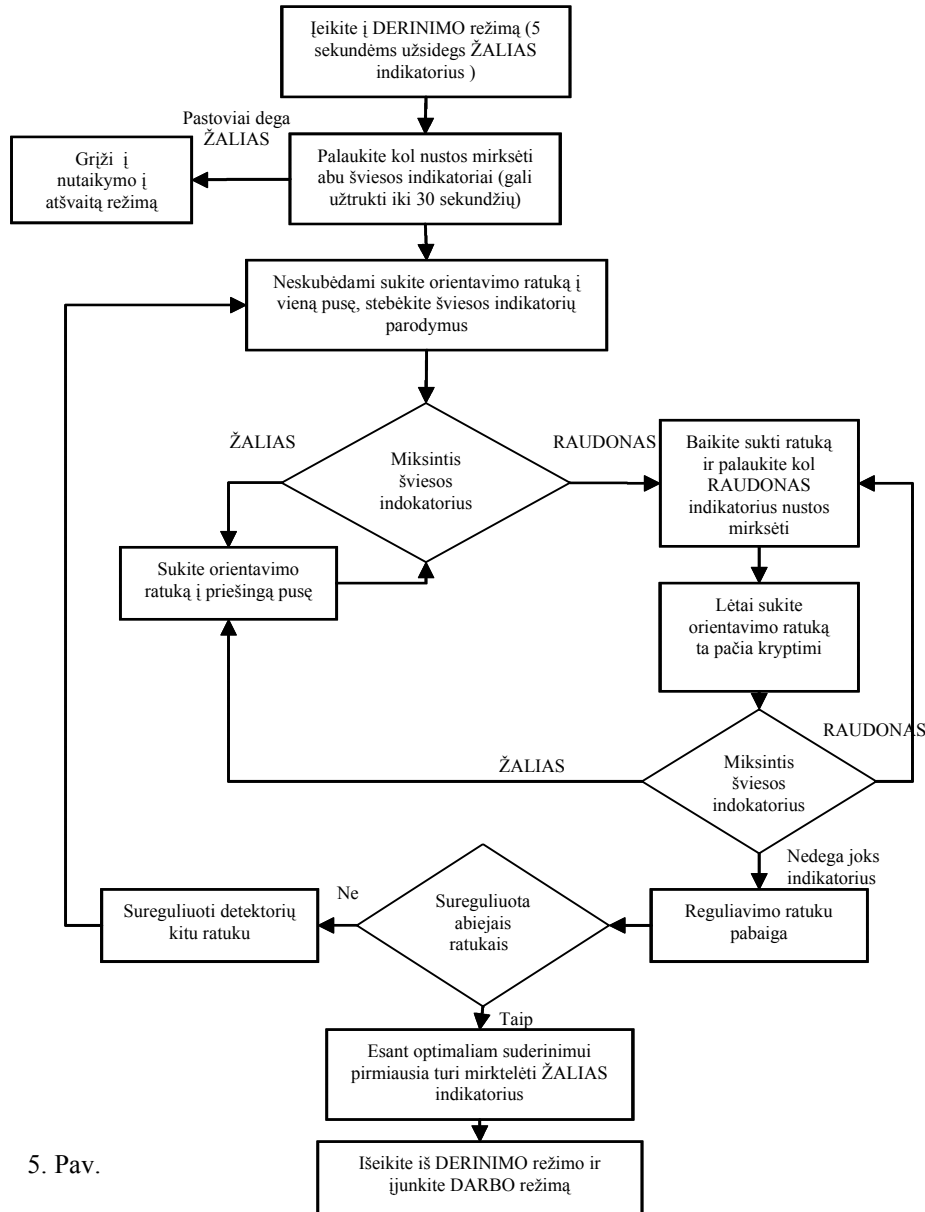 Įeikite į DERINIMO režimą (5
sekundėms užsidegs ŽALIAS
indikatorius )
Pastoviai dega
ŽALIAS
Grįži į
nutaikymo į
atšvaitą režimą
Palaukite kol nustos mirksėti
abu šviesos indikatoriai (gali
užtrukti iki 30 sekundžių)
Neskubėdami sukite orientavimo ratuką į
vieną pusę, stebėkite šviesos indikatorių
parodymus
ŽALIAS
Miksintis
šviesos
indokatorius
RAUDONAS
Baikite sukti ratuką
ir palaukite kol
RAUDONAS
indikatorius nustos
mirksėti
Sukite orientavimo
ratuką į priešingą pusę
Lėtai sukite
orientavimo ratuką
ta pačia kryptimi
RAUDONAS
ŽALIAS
Miksintis
šviesos
indokatorius
Nedega joks
indikatorius
Ne
Sureguliuoti detektorių
kitu ratuku
Sureguliuota
abiejais
ratukais
Reguliavimo ratuku
pabaiga
Taip
Esant optimaliam suderinimui
pirmiausia turi mirktelėti ŽALIAS
indikatorius
Išeikite iš DERINIMO režimo ir
įjunkite DARBO režimą
5. Pav.